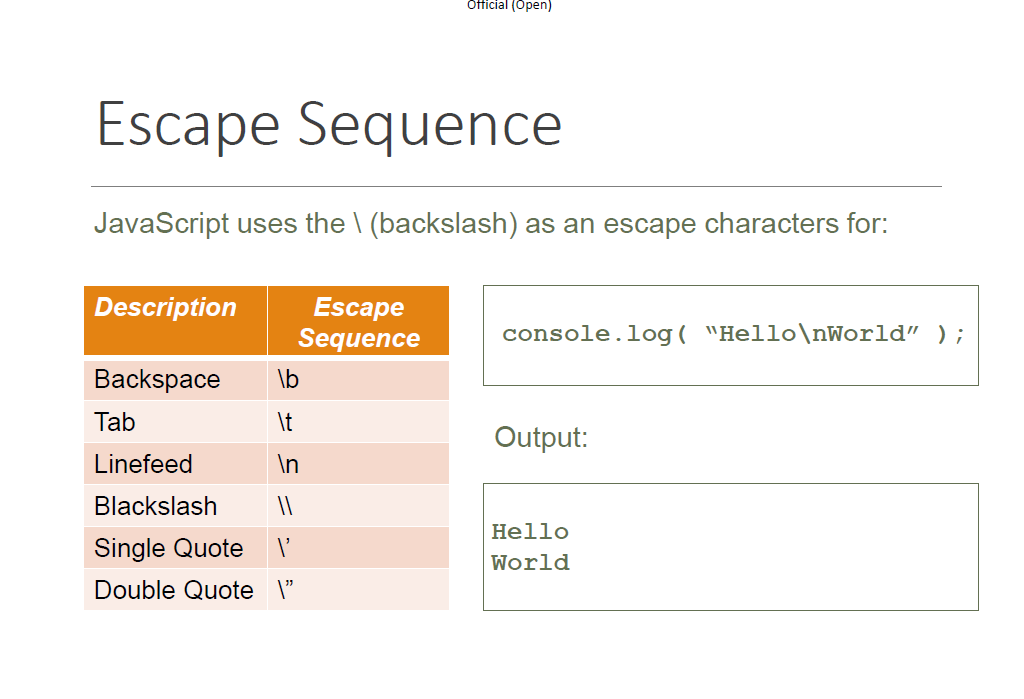 Official (Open)
Escape Sequence
JavaScript uses the \ (backslash) as an escape characters for:
Description Escape
Sequence
Backspace \b
Tab \t
Linefeed \n
Blackslash \\
Single Quote \’
Double Quote \”
console.log( “Hello\nWorld” );
Output:
Hello
World